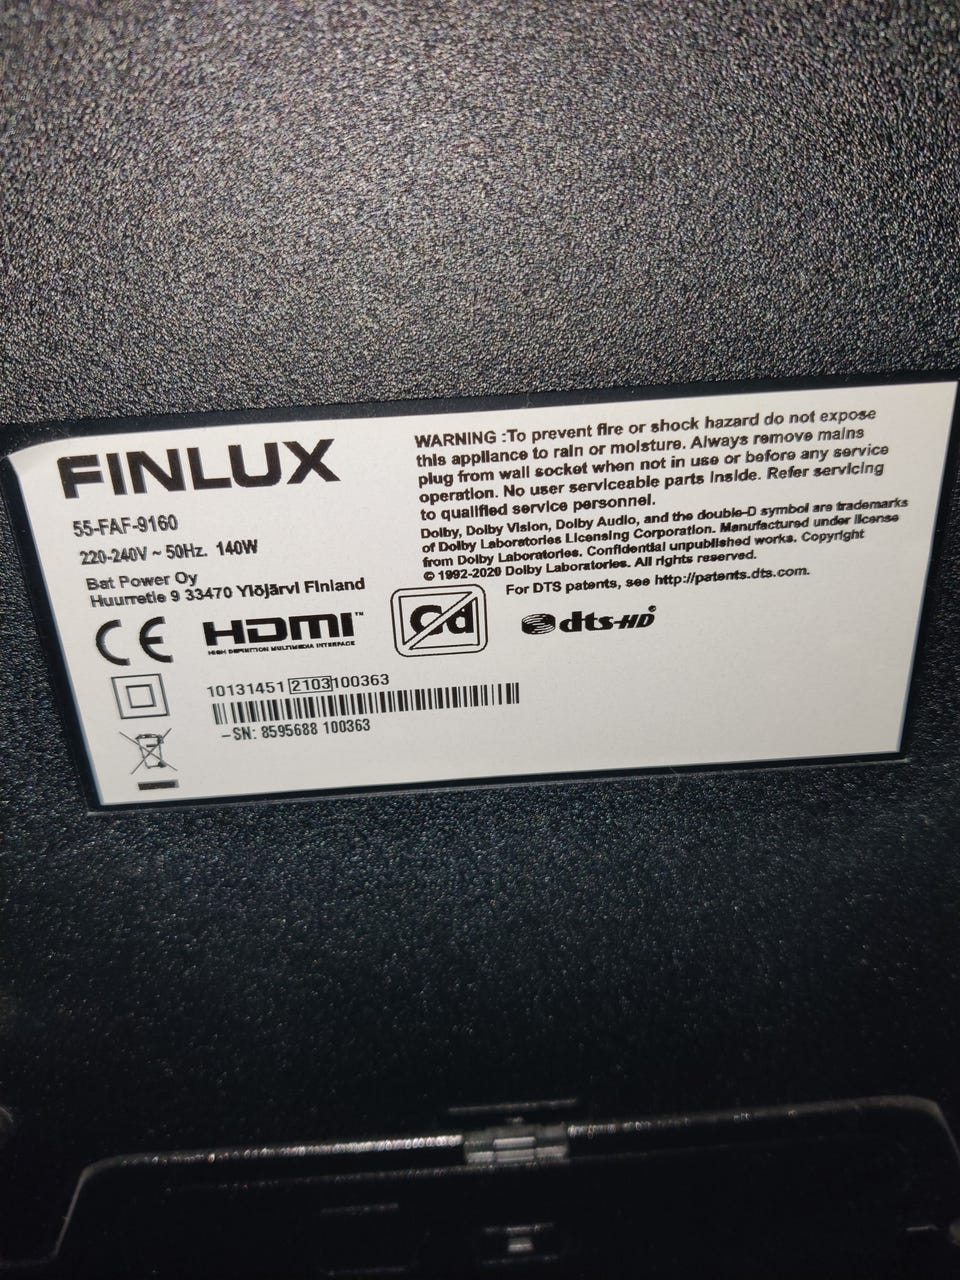 FINLUX
55-FAF-9160
220-240V ~ 50Hz. 140W
Bat Power Oy
Huurretie 9 33470 Ylöjärvi Finland
WARNING :To prevent fire or shock hazard do not expose
this appliance to rain or moisture. Always remove mains
plug from wall socket when not in use or before any service
operation. No user serviceable parts inside. Refer servicing
to qualified service personnel.
Dolby, Dolby Vision, Dolby Audio, and the double-D symbol are trademarks
of Dolby Laboratories Licensing Corporation. Manufactured under license
from Dolby Laboratories. Confidential unpublished works. Copyright
© 1992-2020 Dolby Laboratories. All rights reserved.
For DTS patents, see http://patents.dts.com.
CE
HDMI™
HIGH DEFINITION MULTIMEDIA INTERFACE
Cd
dts-HD®
10131451 2103 100363
-SN: 8595688 100363